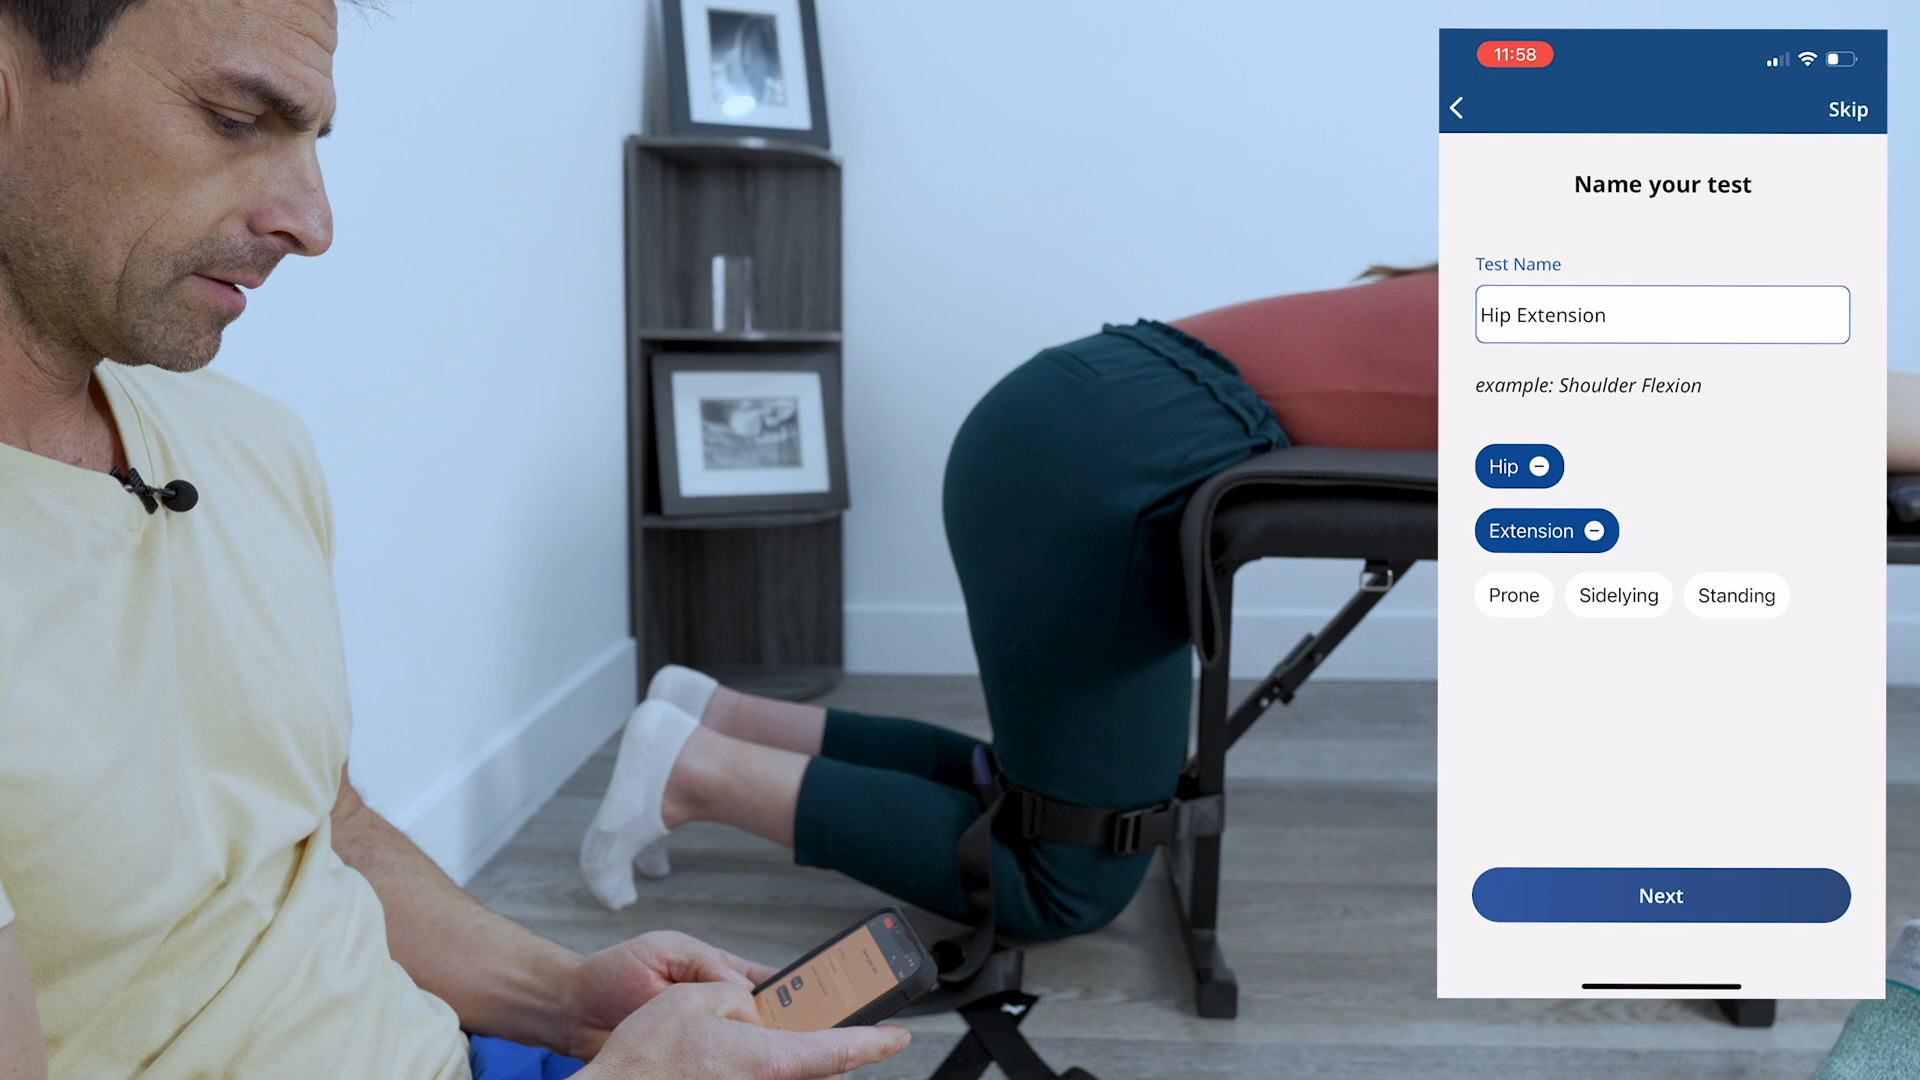 11:58
Skip
Name your test
Test Name
Hip Extension
example: Shoulder Flexion
Hip
Extension
Prone Sidelying Standing
Next